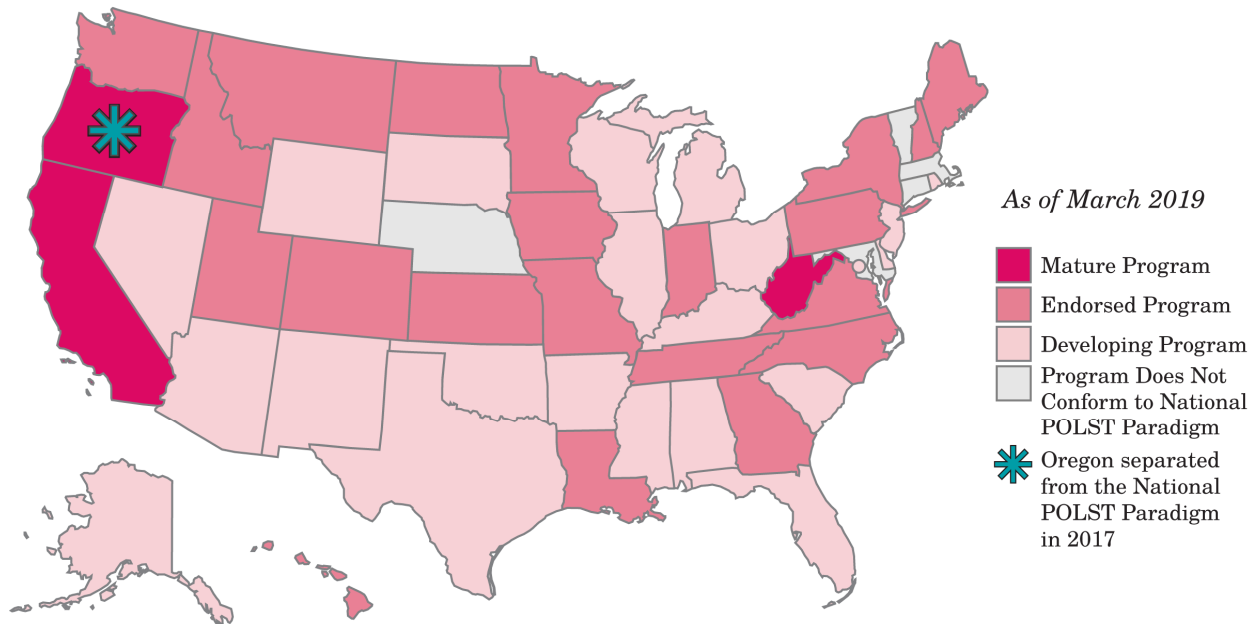 As of March 2019
Mature Program
Endorsed Program
Developing Program
Program Does Not
Conform to National
POLST Paradigm
Oregon separated
from the National
POLST Paradigm
in 2017